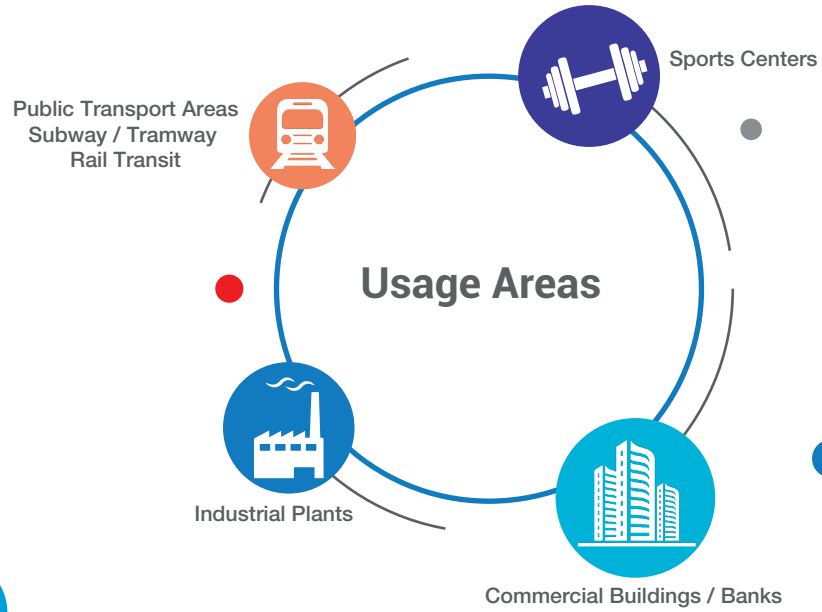 Sports Centers
Public Transport Areas
Subway / Tramway
Rail Transit
Usage Areas
Industrial Plants
Commercial Buildings / Banks